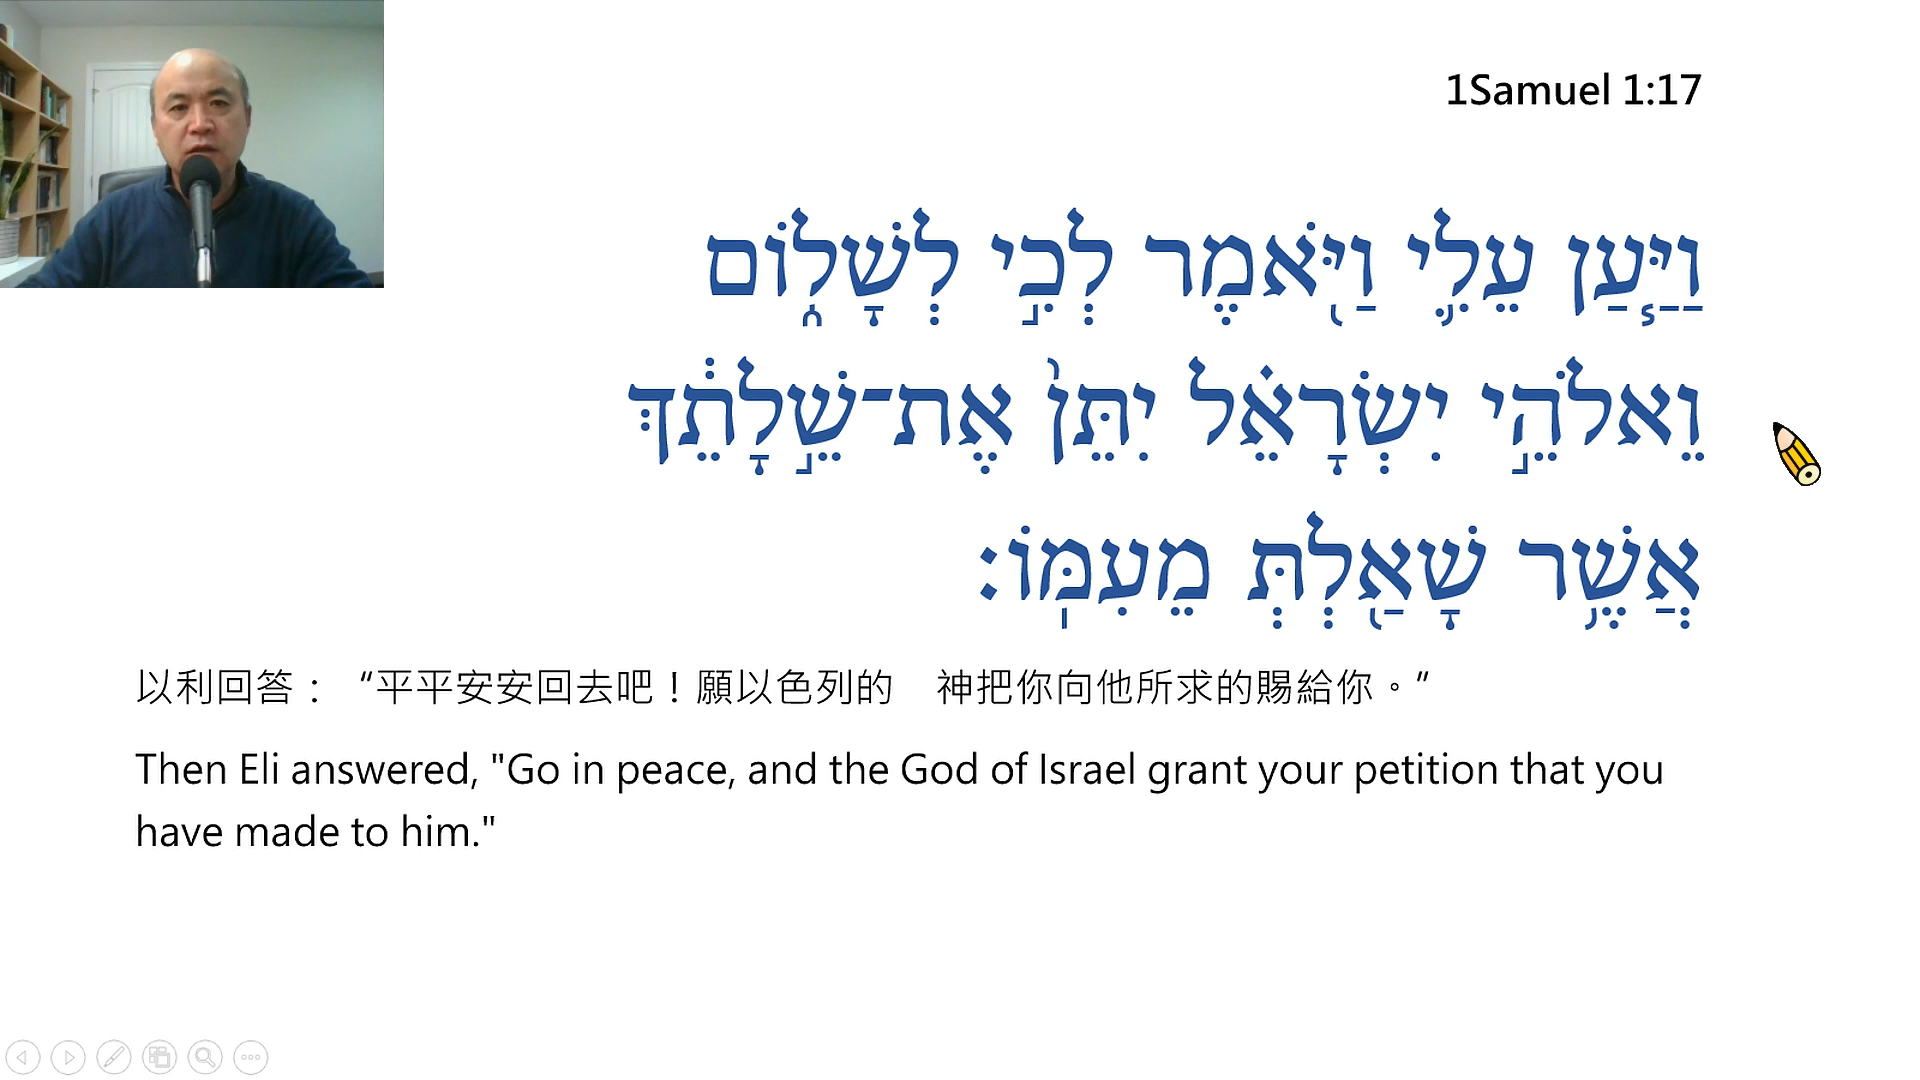 1Samuel 1:17
וַיַּ֧עַן עֵלִ֛י וַיֹּ֖אמֶר לְכִ֣י לְשָׁל֑וֹם
וֵאלֹהֵ֣י יִשְׂרָאֵ֗ל יִתֵּן֙ אֶת־שֵׁ֣לָתֵ֔ךְ
אֲשֶׁ֥ר שָׁאַ֖לְתְּ מֵעִמּֽוֹ׃
以利回答：“平平安安回去吧！願以色列的　神把你向他所求的賜給你。”
Then Eli answered, "Go in peace, and the God of Israel grant your petition that you
have made to him."